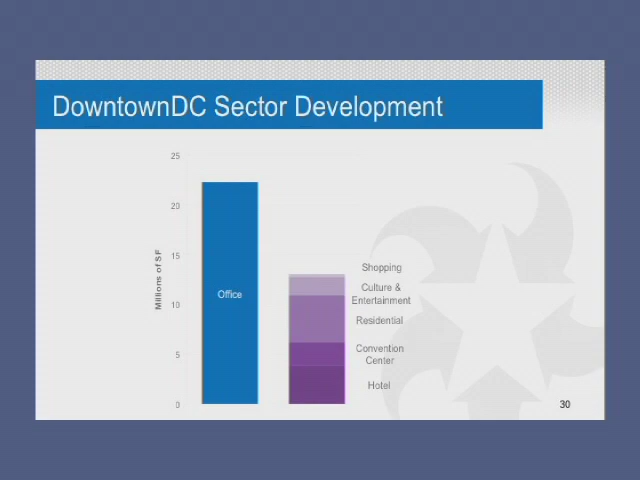 DowntownDC Sector Development
25
20
15
10
5
0
Millions of SF
Office
Shopping
Culture &
Entertainment
Residential
Convention
Center
Hotel
30